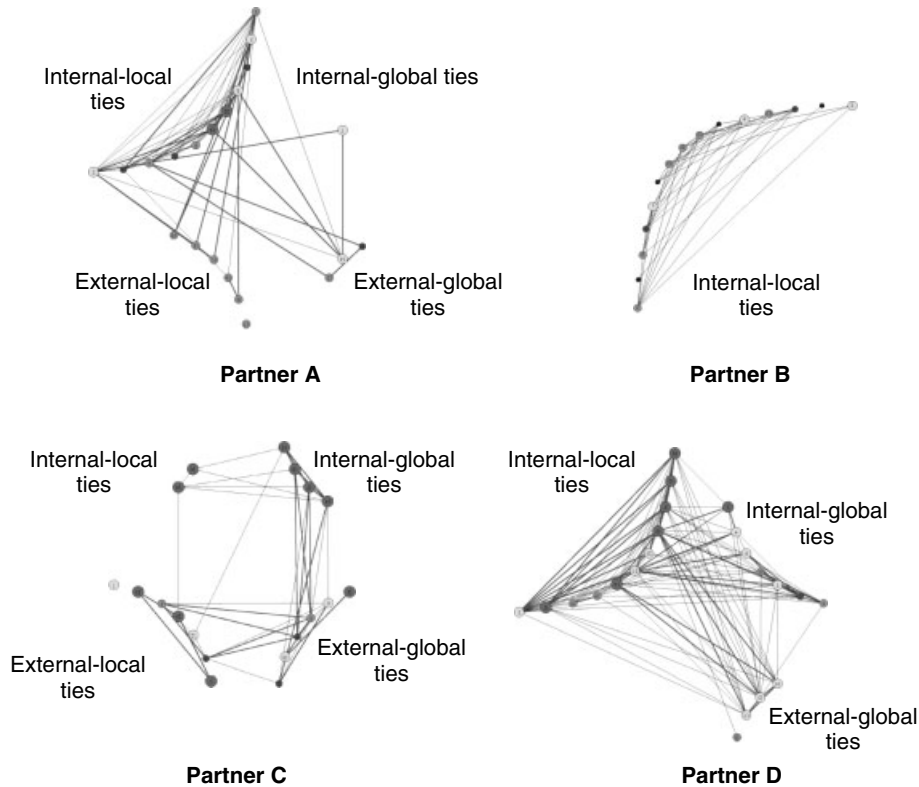 Internal-local
ties
Internal-global ties
External-local
ties
External-global
ties
Partner A
Internal-local
ties
Partner B
Internal-local
ties
Internal-global
ties
External-local
ties
External-global
ties
Partner C
Internal-local
ties
Internal-global
ties
External-global
ties
Partner D